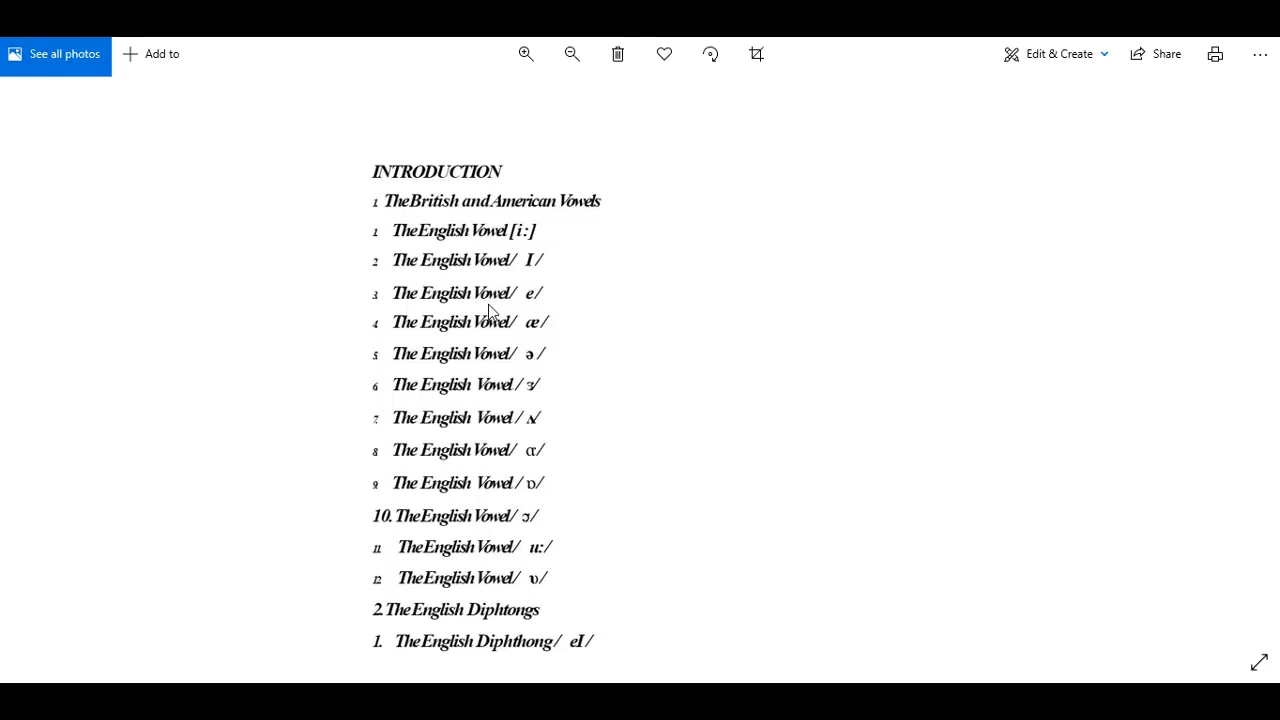 See all photos
Add to
Edit & Create
Share
INTRODUCTION
1. The British and American Vowels
1. The English Vowel [i:]
2. The English Vowel / I /
3. The English Vowel / e /
4. The English Vowel / æ /
5. The English Vowel / ə /
6. The English Vowel / ɜ /
7. The English Vowel / ʌ /
8. The English Vowel / ɑ /
9. The English Vowel / ɒ /
10. The English Vowel / ɔ /
11. The English Vowel / u: /
12. The English Vowel / ʊ /
2. The English Diphtongs
1. The English Diphthong / eI /